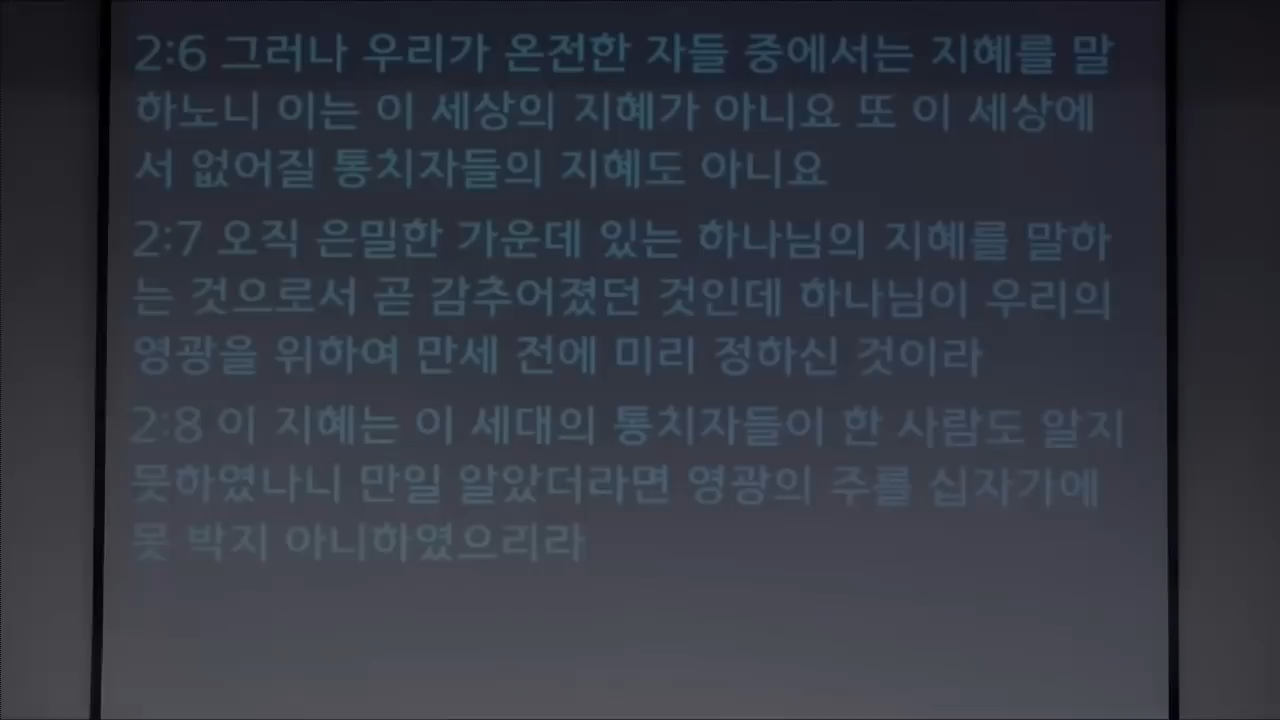 2:6 그러나 우리가 온전한 자들 중에서는 지혜를 말
하노니 이는 이 세상의 지혜가 아니요 또 이 세상에
서 없어질 통치자들의 지혜도 아니요
2:7 오직 은밀한 가운데 있는 하나님의 지혜를 말하
는 것으로서 곧 감추어졌던 것인데 하나님이 우리의
영광을 위하여 만세 전에 미리 정하신 것이라
2:8 이 지혜는 이 세대의 통치자들이 한 사람도 알지
못하였나니 만일 알았더라면 영광의 주를 십자가에
못 박지 아니하였으리라